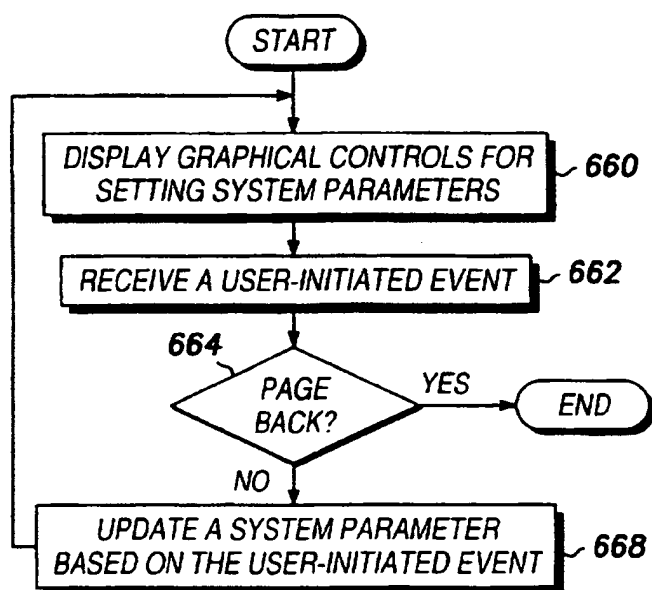 START
DISPLAY GRAPHICAL CONTROLS FOR
SETTING SYSTEM PARAMETERS
660
RECEIVE A USER-INITIATED EVENT
662
664
PAGE
BACK?
YES
END
NO
UPDATE A SYSTEM PARAMETER
BASED ON THE USER-INITIATED EVENT
668